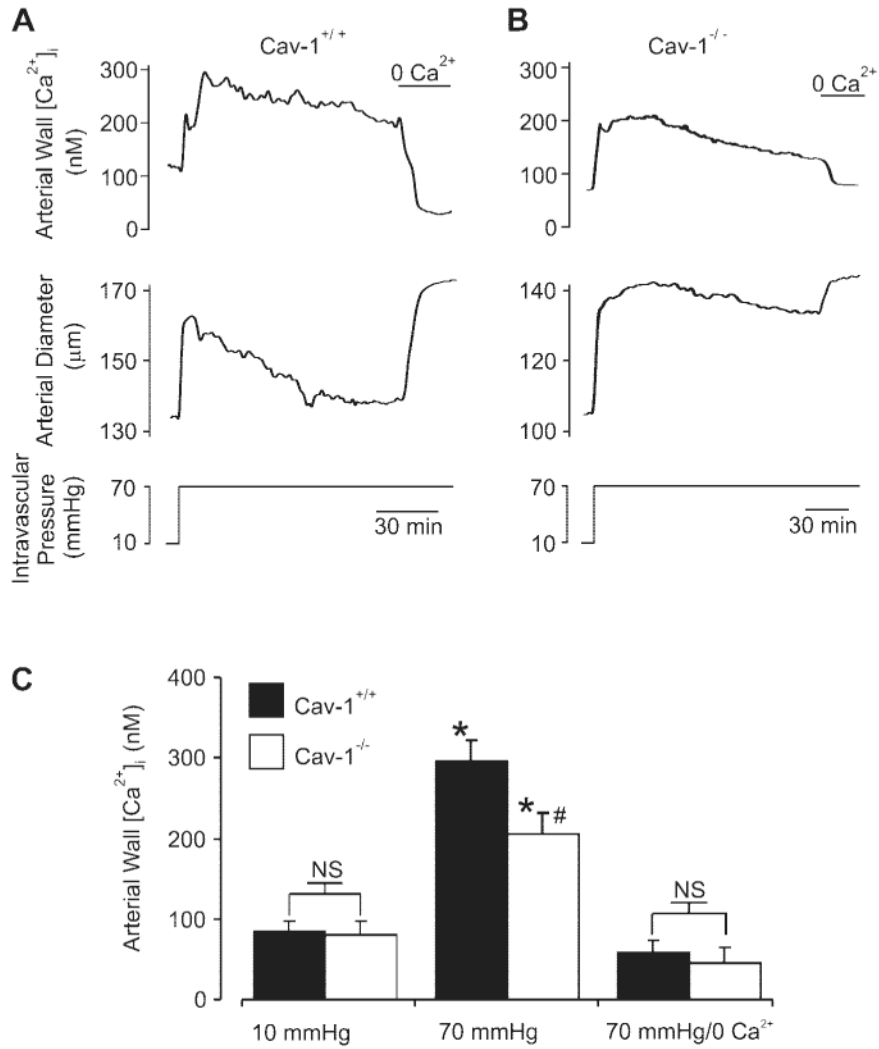 A
Cav-1+/+
Arterial Wall [Ca2+]i
(nM)
300
200
100
0
0 Ca2+
Arterial Diameter
(μm)
170
150
130
Intravascular
Pressure
(mmHg)
70
10
30 min
B
Cav-1-/-
300
200
100
0
0 Ca2+
140
120
100
70
10
30 min
C
Arterial Wall [Ca2+]i (nM)
400
300
200
100
0
Cav-1+/+
Cav-1-/-
NS
*
*#
NS
10 mmHg
70 mmHg
70 mmHg/0 Ca2+